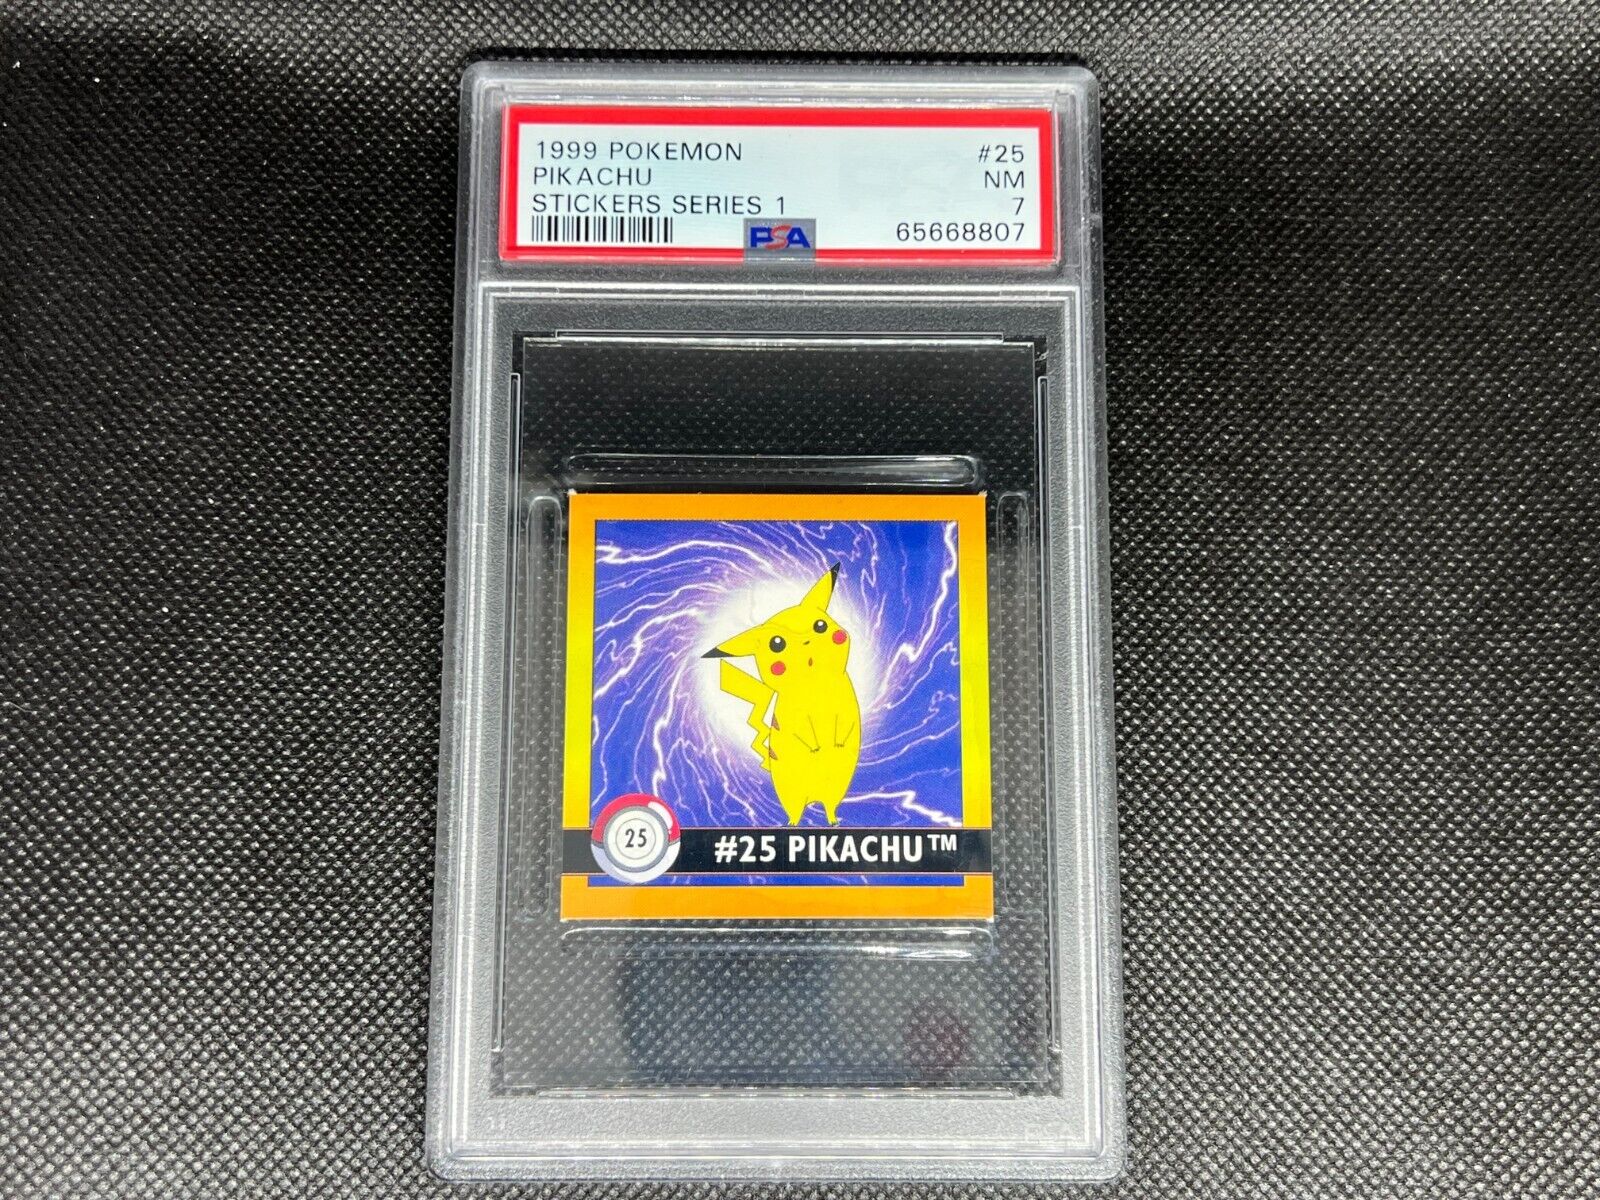 1999 POKEMON #25
PIKACHU NM
STICKERS SERIES 1 7
PSA 65668807
25
#25 PIKACHU™